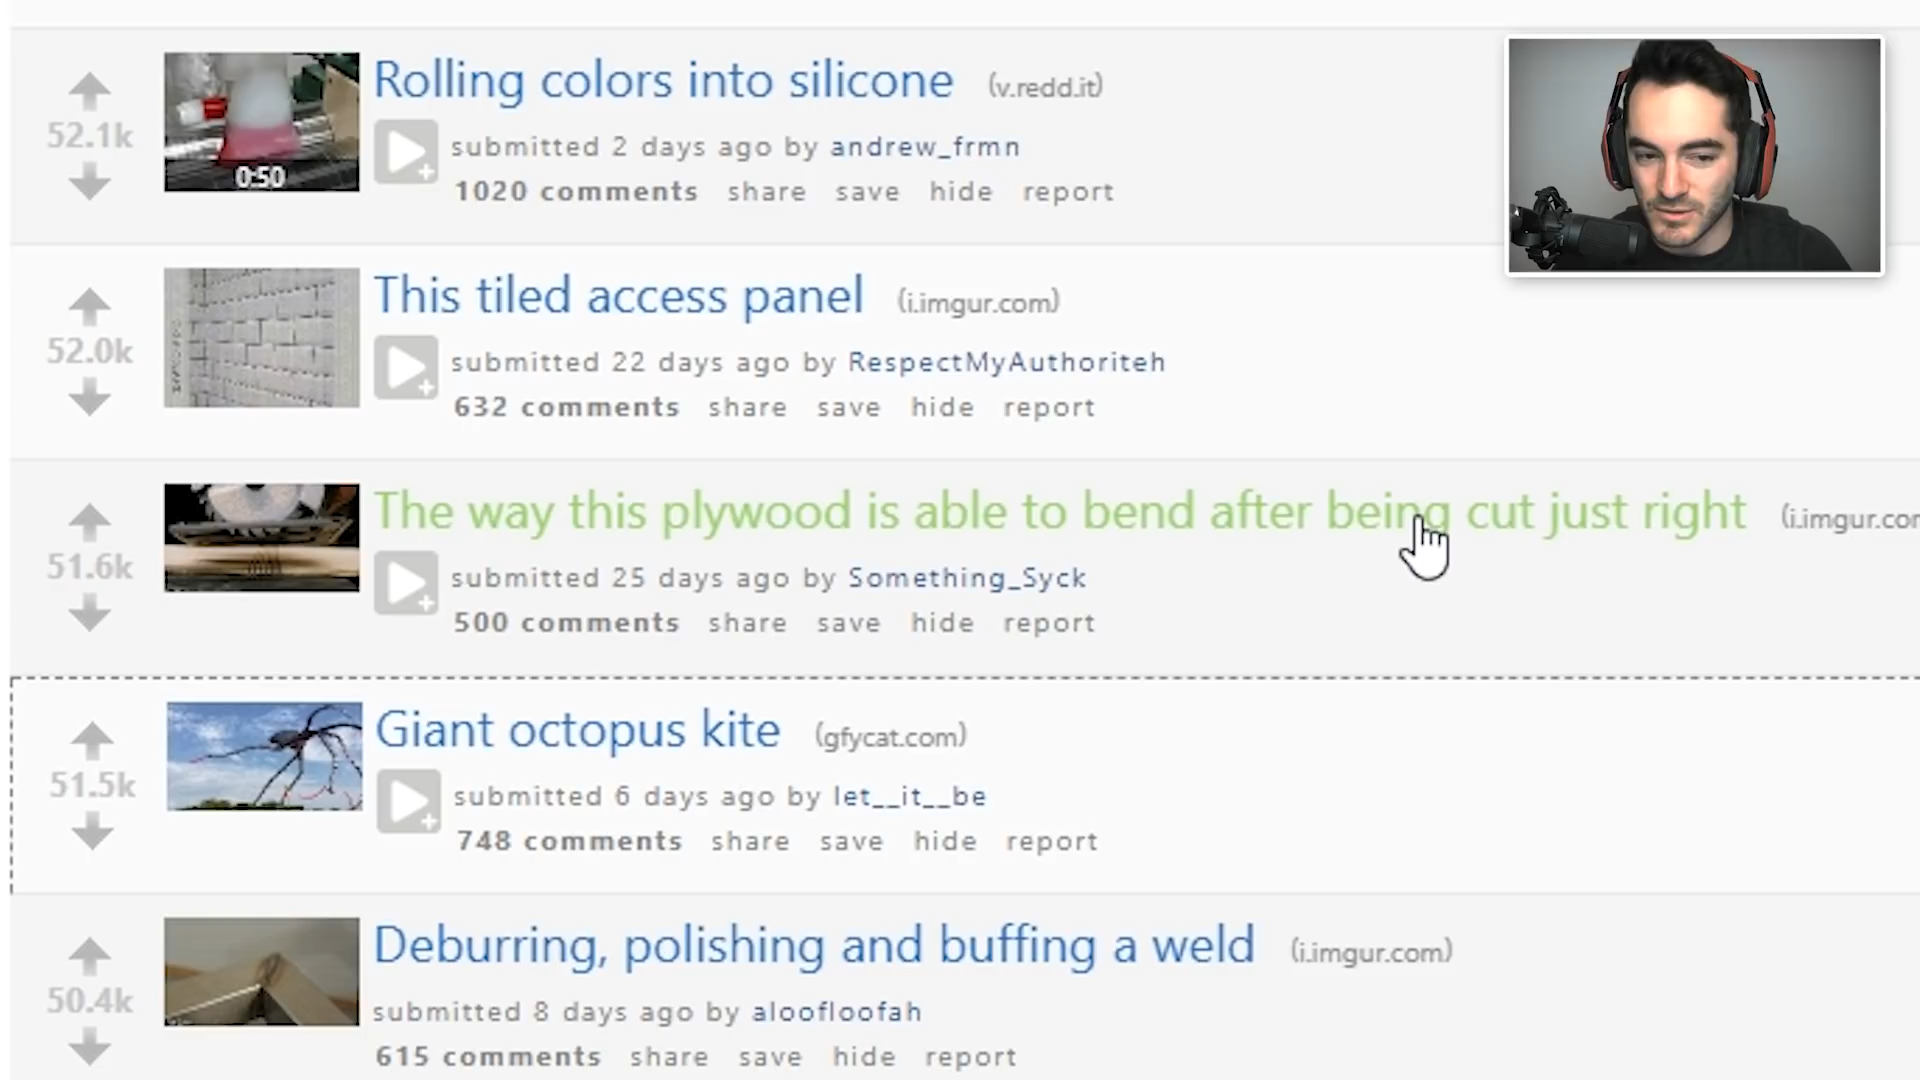 Rolling colors into silicone (v.redd.it)
52.1k
0:50
submitted 2 days ago by andrew_frmn
1020 comments share save hide report
This tiled access panel (i.imgur.com)
52.0k
submitted 22 days ago by RespectMyAuthoriteh
632 comments share save hide report
The way this plywood is able to bend after being cut just right (i.imgur.com
51.6k
submitted 25 days ago by Something_Syck
500 comments share save hide report
Giant octopus kite (gfycat.com)
51.5k
submitted 6 days ago by let__it__be
748 comments share save hide report
Deburring, polishing and buffing a weld (i.imgur.com)
50.4k
submitted 8 days ago by aloofloofah
615 comments share save hide report